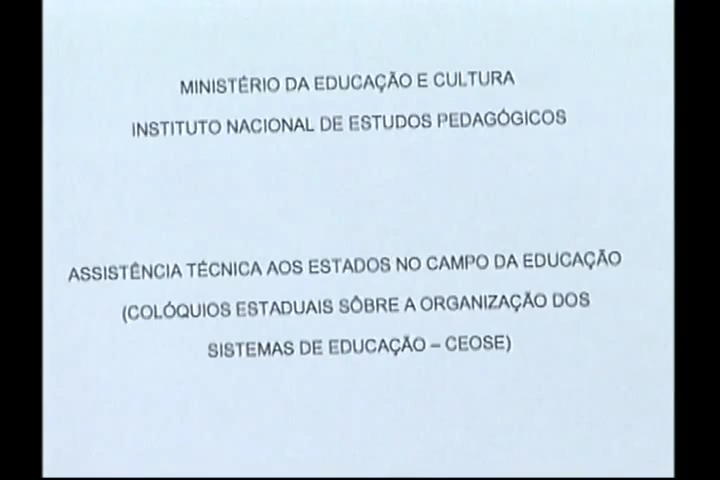 MINISTÉRIO DA EDUCAÇÃO E CULTURA
INSTITUTO NACIONAL DE ESTUDOS PEDAGÓGICOS
ASSISTÊNCIA TÉCNICA AOS ESTADOS NO CAMPO DA EDUCAÇÃO
(COLÓQUIOS ESTADUAIS SÔBRE A ORGANIZAÇÃO DOS
SISTEMAS DE EDUCAÇÃO – CEOSE)